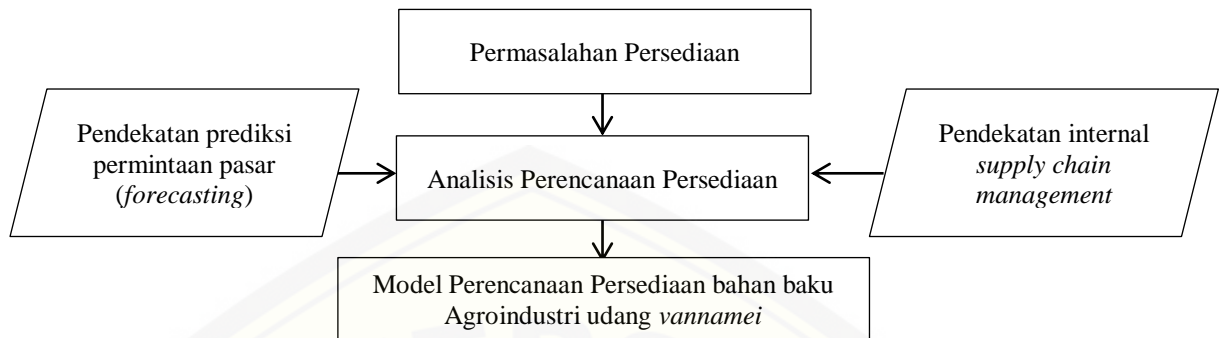 Permasalahan Persediaan
Pendekatan prediksi
permintaan pasar
(forecasting)
Analisis Perencanaan Persediaan
Pendekatan internal
supply chain
management
Model Perencanaan Persediaan bahan baku
Agroindustri udang vannamei